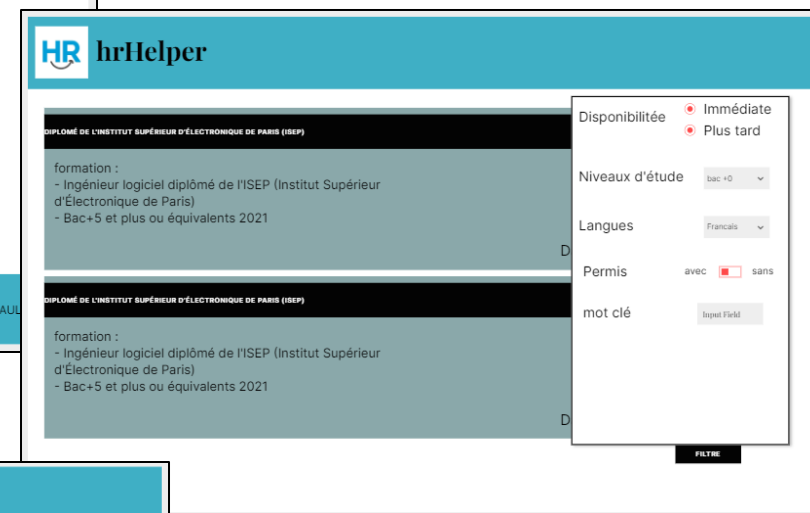 HR
hrHelper
DIPLOMÉ DE L'INSTITUT SUPÉRIEUR D'ÉLECTRONIQUE DE PARIS (ISEP)
formation :
- Ingénieur logiciel diplômé de l'ISEP (Institut Supérieur
d'Électronique de Paris)
- Bac+5 et plus ou équivalents 2021
D
IPLOMÉ DE L'INSTITUT SUPÉRIEUR D'ÉLECTRONIQUE DE PARIS (ISEP)
formation :
- Ingénieur logiciel diplômé de l'ISEP (Institut Supérieur
d'Électronique de Paris)
- Bac+5 et plus ou équivalents 2021
D
Disponibilitée
Immédiate
Plus tard
Niveaux d'étude
bac +0
Langues
Francais
Permis
avec
sans
mot clé
Input Field
FILTRE
AUL